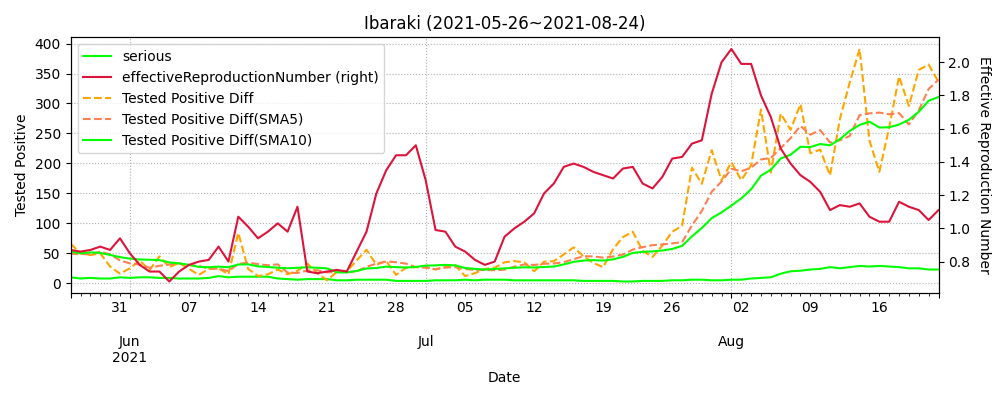 Ibaraki (2021-05-26~2021-08-24)
serious
effectiveReproductionNumber (right)
Tested Positive Diff
Tested Positive Diff(SMA5)
Tested Positive Diff(SMA10)
Tested Positive
400
350
300
250
200
150
100
50
0
2.0
1.8
1.6
1.4
1.2
1.0
0.8
Effective Reproduction Number
31 07 14 21 28 05 12 19 26 02 09 16
Jun Jul Aug
2021
Date